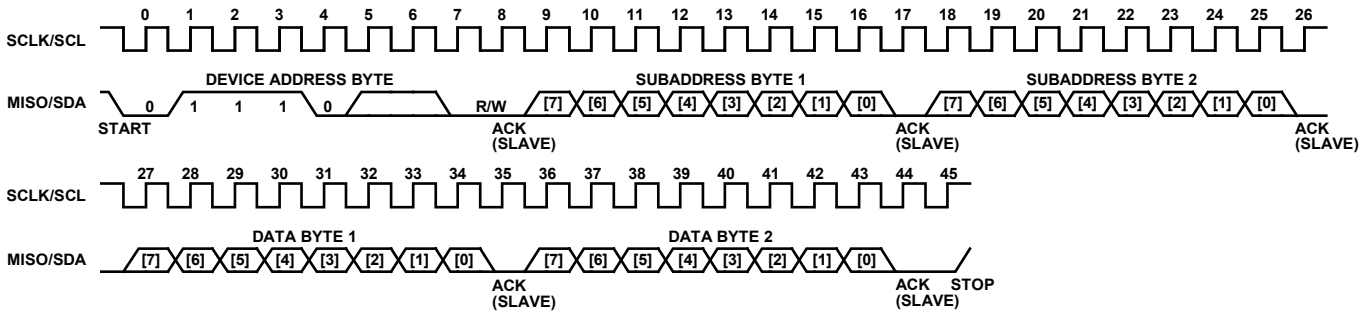 0 1 2 3 4 5 6 7 8 9 10 11 12 13 14 15 16 17 18 19 20 21 22 23 24 25 26
SCLK/SCL
DEVICE ADDRESS BYTE SUBADDRESS BYTE 1 SUBADDRESS BYTE 2
MISO/SDA 0 1 1 1 0 R/W [7] [6] [5] [4] [3] [2] [1] [0] [7] [6] [5] [4] [3] [2] [1] [0]
START ACK (SLAVE) ACK (SLAVE) ACK (SLAVE)
27 28 29 30 31 32 33 34 35 36 37 38 39 40 41 42 43 44 45
SCLK/SCL
DATA BYTE 1 DATA BYTE 2
MISO/SDA [7] [6] [5] [4] [3] [2] [1] [0] [7] [6] [5] [4] [3] [2] [1] [0]
ACK (SLAVE) ACK (SLAVE) STOP